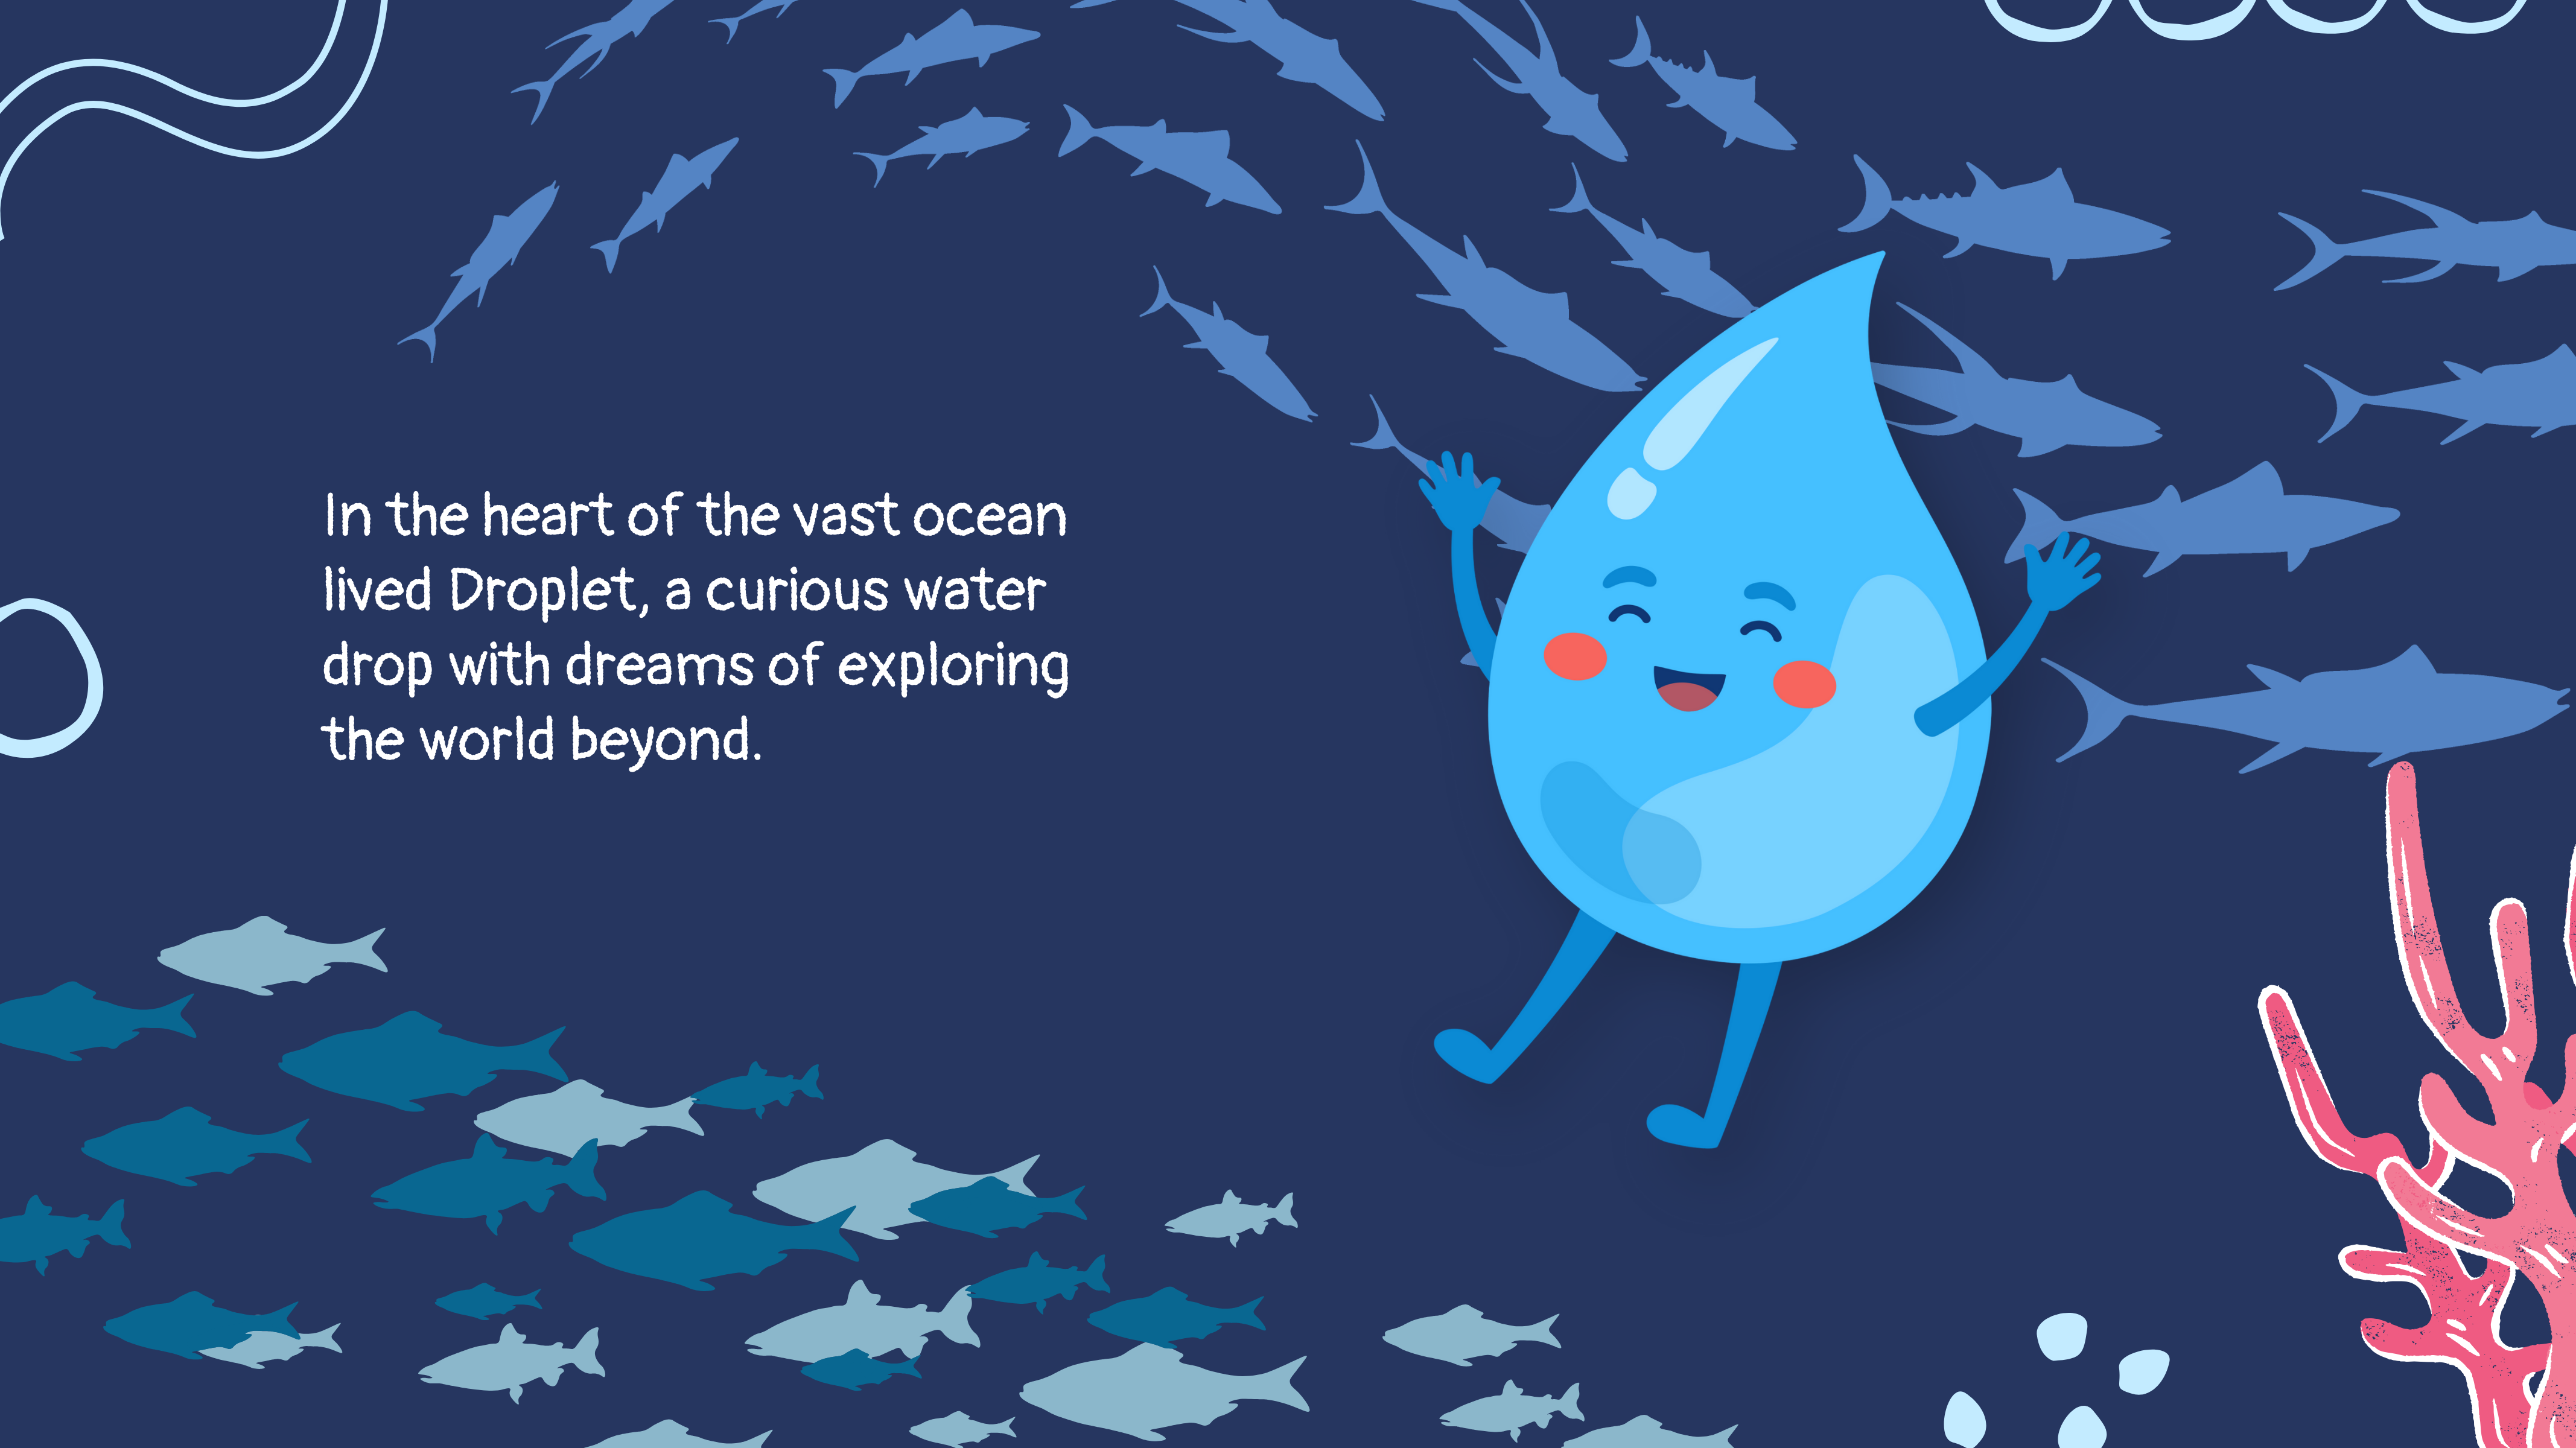 In the heart of the vast ocean
lived Droplet, a curious water
drop with dreams of exploring
the world beyond.